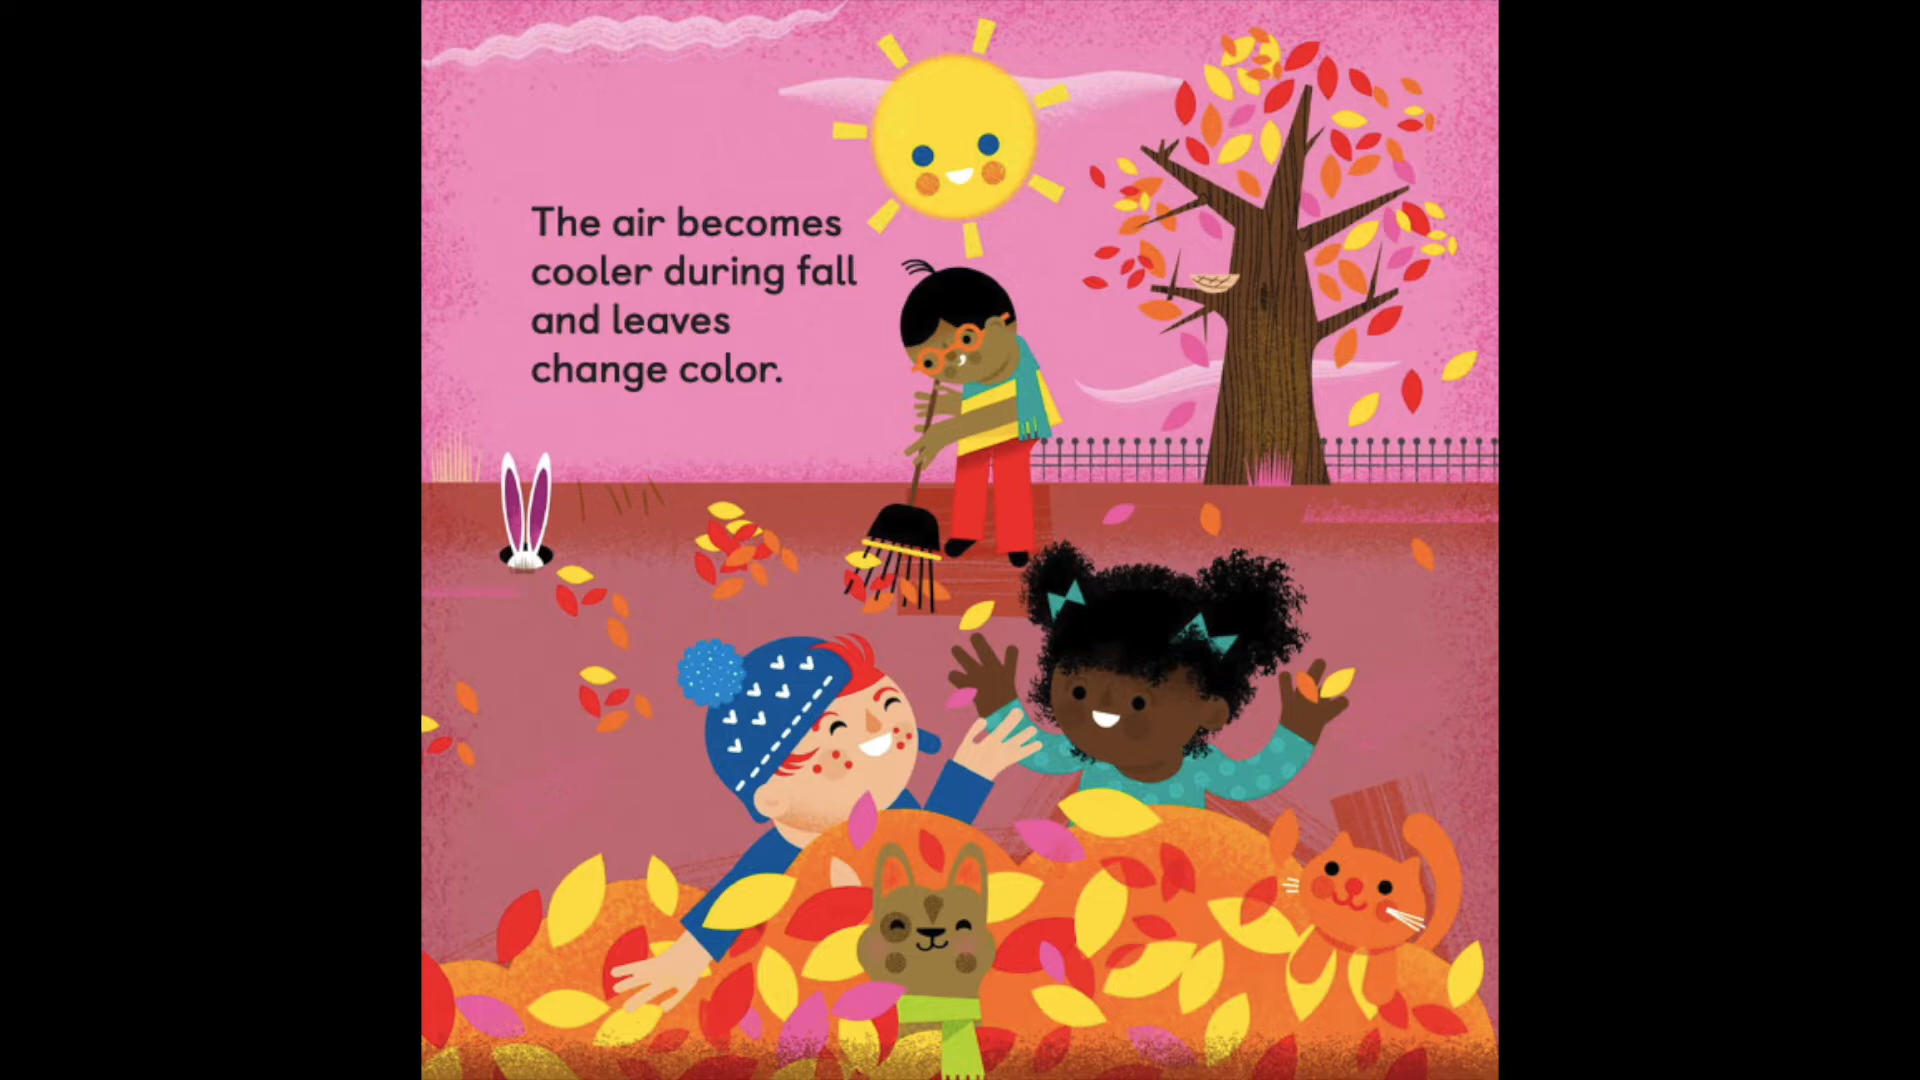 The air becomes
cooler during fall
and leaves
change color.